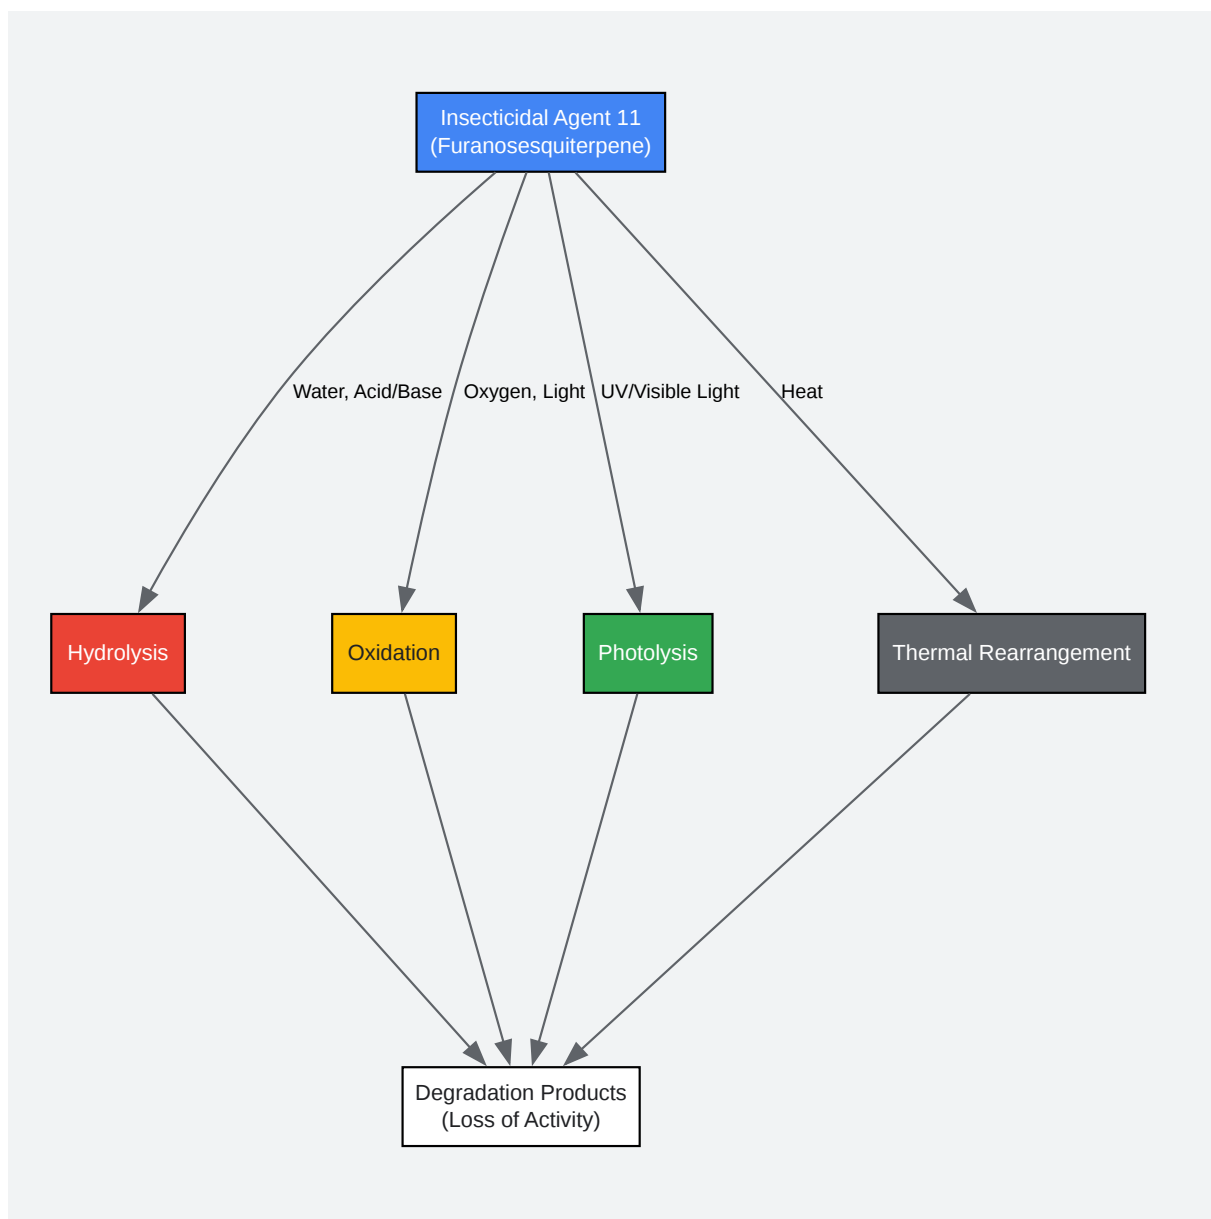 Insecticidal Agent 11
(Furanosesquiterpene)
Water, Acid/Base
Oxygen, Light
UV/Visible Light
Heat
Hydrolysis
Oxidation
Photolysis
Thermal Rearrangement
Degradation Products
(Loss of Activity)